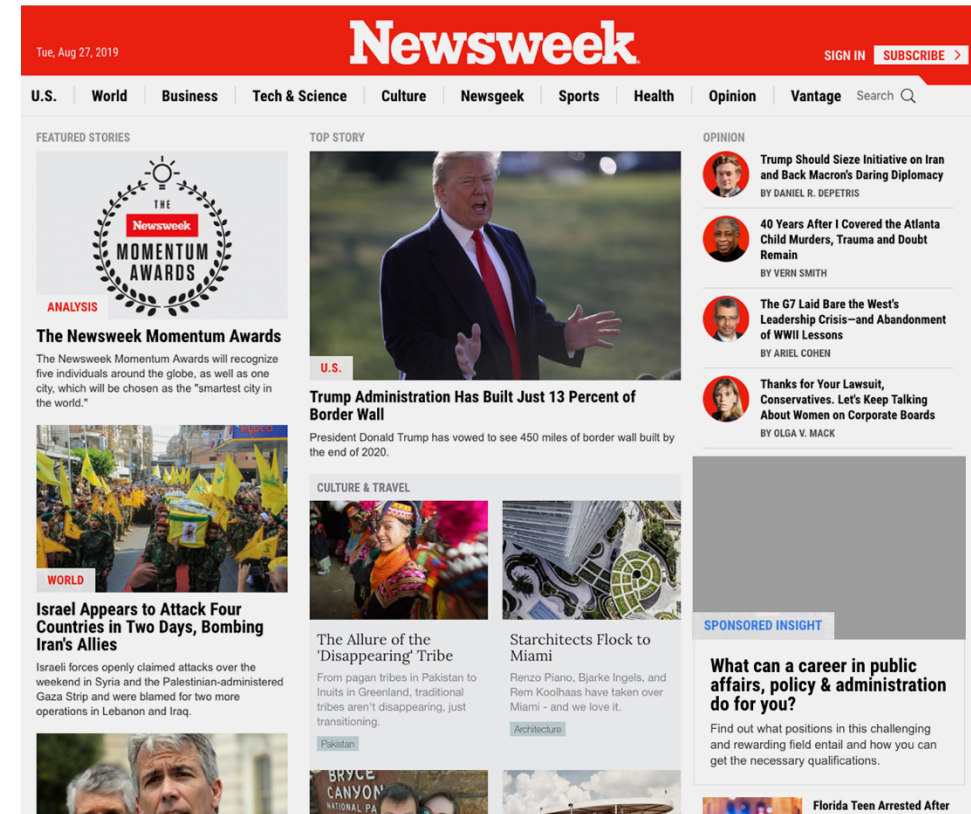 Newsweek
Tue, Aug 27, 2019
SIGN IN
SUBSCRIBE >
U.S.
World
Business
Tech & Science
Culture
Newsgeek
Sports
Health
Opinion
Vantage
Search
FEATURED STORIES
THE
Newsweek
MOMENTUM
AWARDS
ANALYSIS
The Newsweek Momentum Awards
The Newsweek Momentum Awards will recognize
five individuals around the globe, as well as one
city, which will be chosen as the "smartest city in
the world."
WORLD
Israel Appears to Attack Four
Countries in Two Days, Bombing
Iran's Allies
Israeli forces openly claimed attacks over the
weekend in Syria and the Palestinian-administered
Gaza Strip and were blamed for two more
operations in Lebanon and Iraq.
TOP STORY
U.S.
Trump Administration Has Built Just 13 Percent of
Border Wall
President Donald Trump has vowed to see 450 miles of border wall built by
the end of 2020.
CULTURE & TRAVEL
The Allure of the
'Disappearing' Tribe
From pagan tribes in Pakistan to
Inuits in Greenland, traditional
tribes aren't disappearing, just
transitioning.
Pakistan
Starchitects Flock to
Miami
Renzo Piano, Bjarke Ingels, and
Rem Koolhaas have taken over
Miami - and we love it.
Architecture
BRYCE
CANYON
NATIONAL PA
OPINION
Trump Should Sieze Initiative on Iran
and Back Macron's Daring Diplomacy
BY DANIEL R. DEPETRIS
40 Years After I Covered the Atlanta
Child Murders, Trauma and Doubt
Remain
BY VERN SMITH
The G7 Laid Bare the West's
Leadership Crisis—and Abandonment
of WWII Lessons
BY ARIEL COHEN
Thanks for Your Lawsuit,
Conservatives. Let's Keep Talking
About Women on Corporate Boards
BY OLGA V. MACK
SPONSORED INSIGHT
What can a career in public
affairs, policy & administration
do for you?
Find out what positions in this challenging
and rewarding field entail and how you can
get the necessary qualifications.
Florida Teen Arrested After